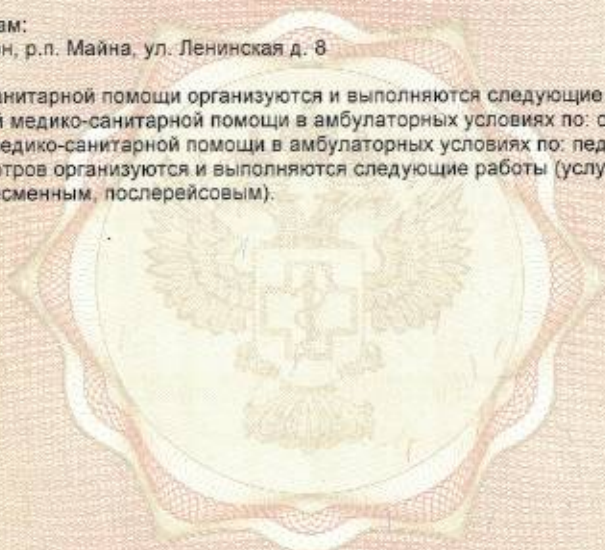 ам:
н, р.п. Майна, ул. Ленинская д. 8
анитарной помощи организуются и выполняются следующие
й медико-санитарной помощи в амбулаторных условиях по: с
едико-санитарной помощи в амбулаторных условиях по: пед
тров организуются и выполняются следующие работы (услу
сменным, послерейсовым).